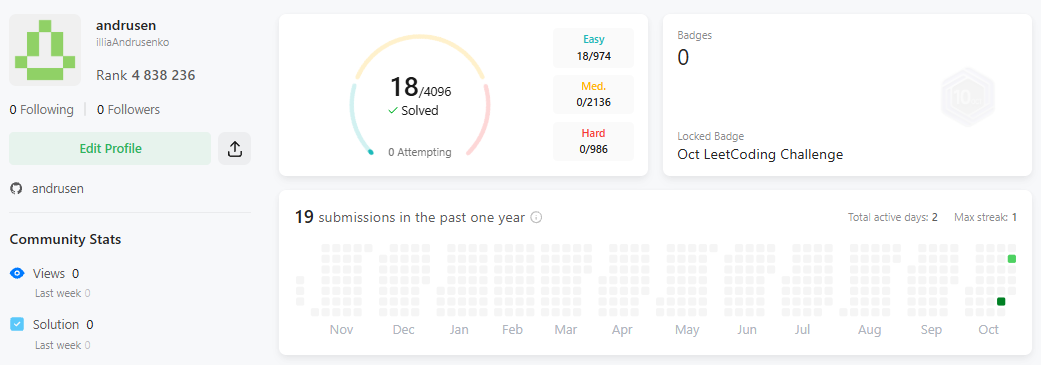 andrusen
illiaAndrusenko
Rank 4 838 236
0 Following
0 Followers
Edit Profile
andrusen
Community Stats
Views 0
Last week 0
Solution 0
Last week 0
18/4096
Solved
0 Attempting
Easy
18/974
Med.
0/2136
Hard
0/986
Badges
0
Locked Badge
Oct LeetCoding Challenge
10
19 submissions in the past one year
Total active days: 2
Max streak: 1
Nov Dec Jan Feb Mar Apr May Jun Jul Aug Sep Oct